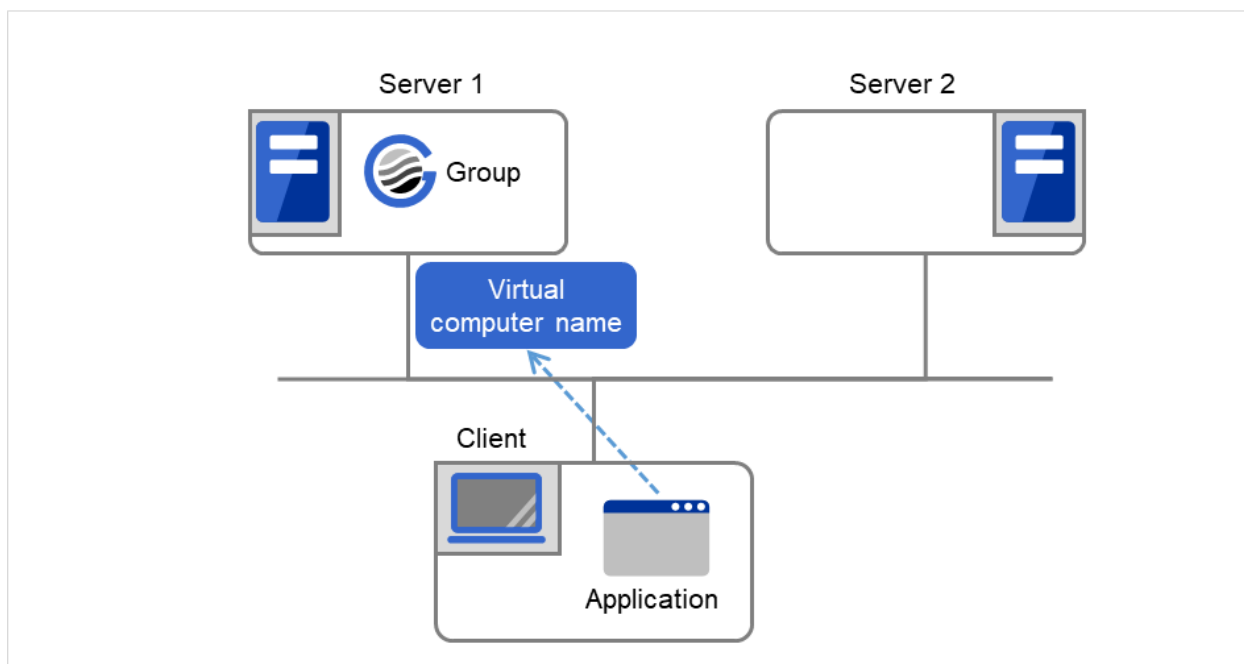 Server 1
Server 2
Group
Virtual
computer name
Client
Application